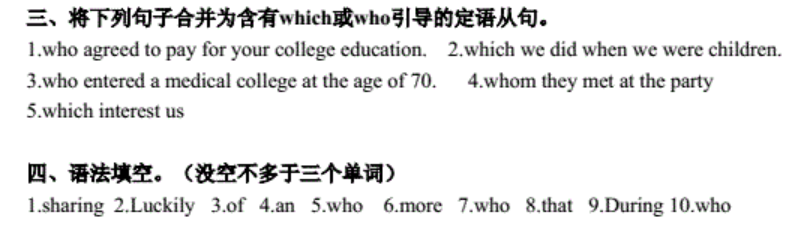 三、将下列句子合并为含有which或who引导的定语从句。
1.who agreed to pay for your college education. 2.which we did when we were children.
3.who entered a medical college at the age of 70. 4.whom they met at the party
5.which interest us
四、语法填空。（没空不多于三个单词）
1.sharing 2.Luckily 3.of 4.an 5.who 6.more 7.who 8.that 9.During 10.who